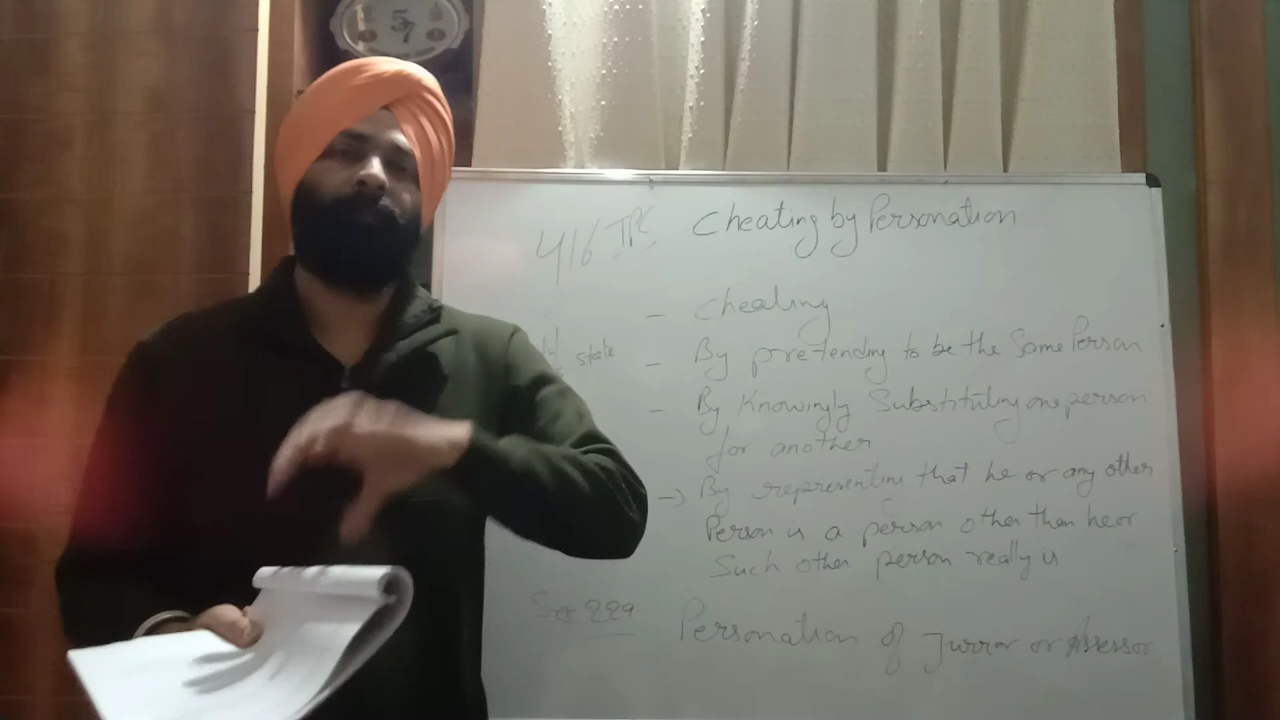 57
416 IPC Cheating by Personation
- Cheating
- By pretending to be the Same Person
state
- By Knowingly Substituting one person
for another
→ By representing that he or any other
Person is a person other than he or
Such other person really is
Sec 229 Personation of Jurror or Assessor